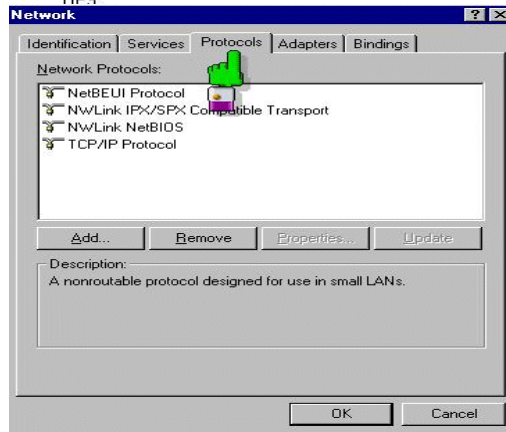 Network
Identification Services Protocols Adapters Bindings
Network Protocols:
NetBEUI Protocol
NWLink IPX/SPX Compatible Transport
NWLink NetBIOS
TCP/IP Protocol
Add... Remove Properties... Update
Description:
A nonroutable protocol designed for use in small LANs.
OK Cancel